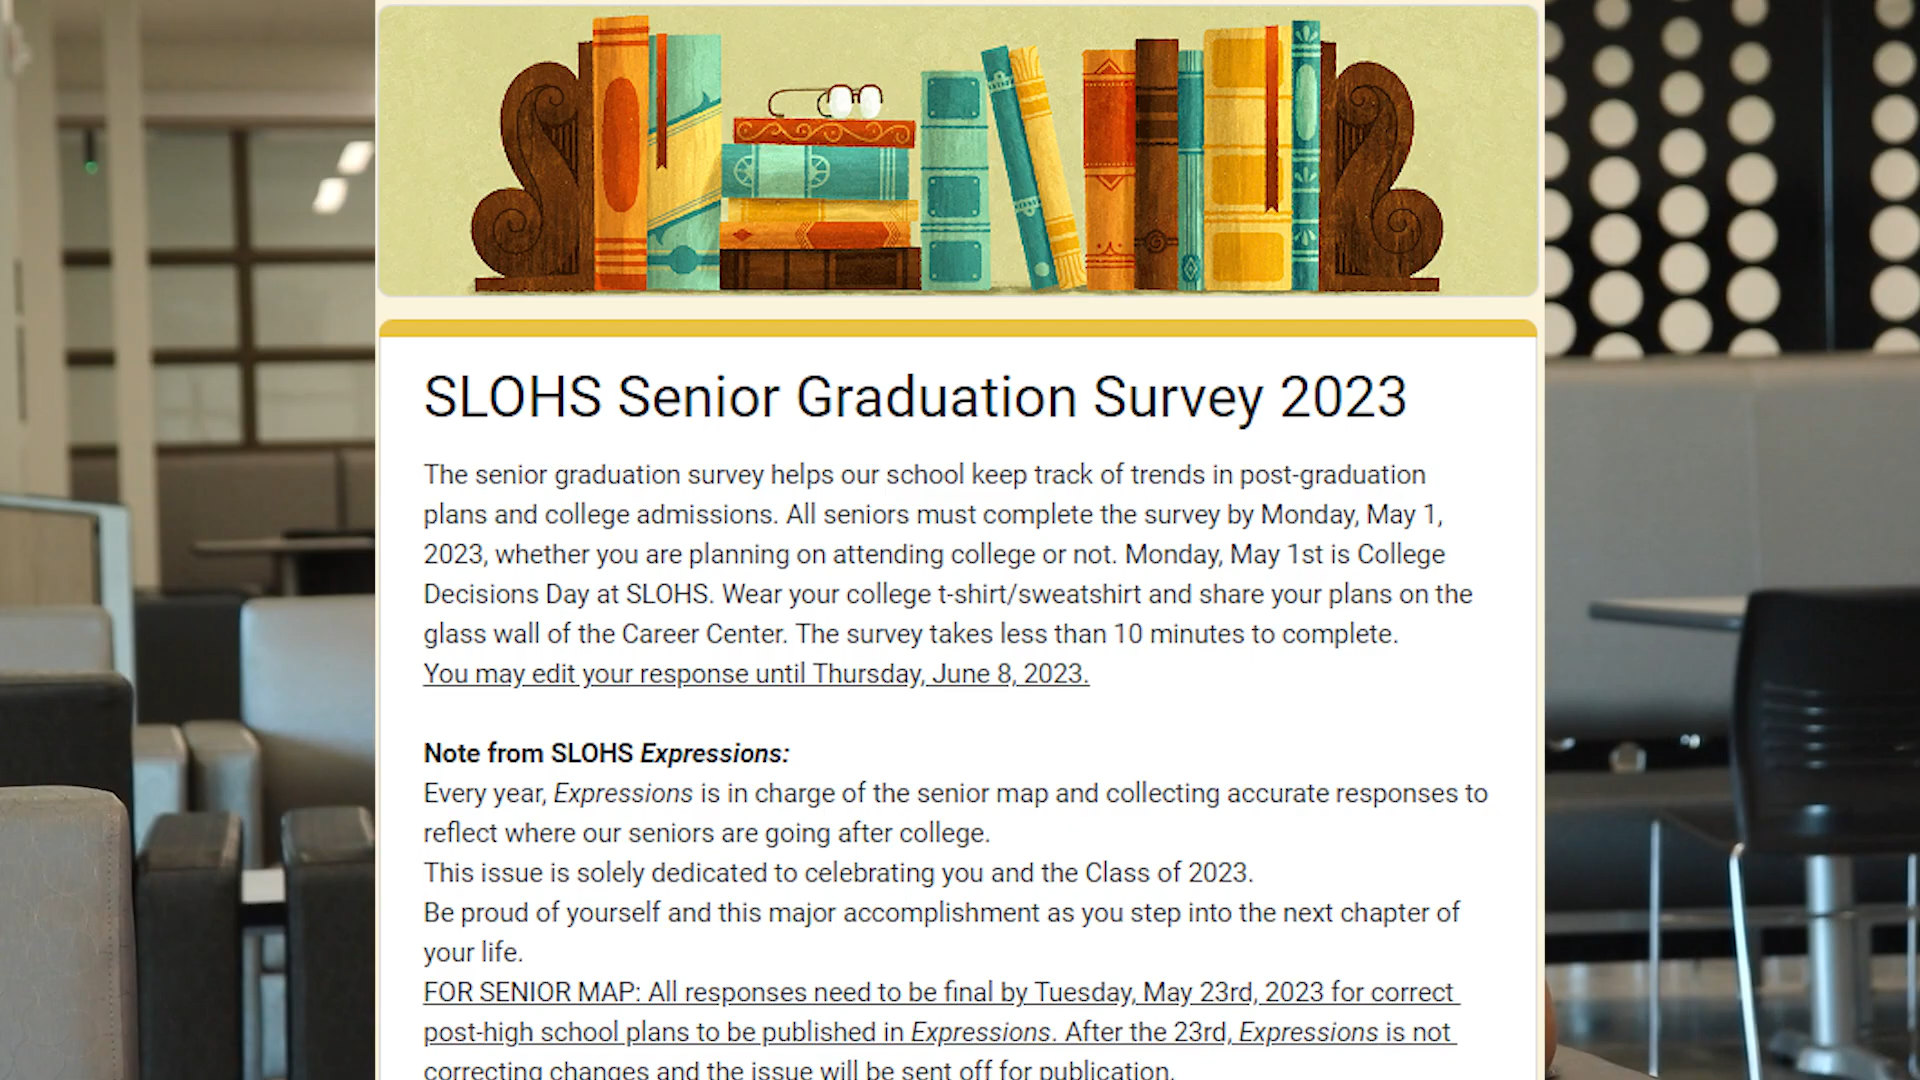 SLOHS Senior Graduation Survey 2023
The senior graduation survey helps our school keep track of trends in post-graduation
plans and college admissions. All seniors must complete the survey by Monday, May 1,
2023, whether you are planning on attending college or not. Monday, May 1st is College
Decisions Day at SLOHS. Wear your college t-shirt/sweatshirt and share your plans on the
glass wall of the Career Center. The survey takes less than 10 minutes to complete.
You may edit your response until Thursday, June 8, 2023.
Note from SLOHS Expressions:
Every year, Expressions is in charge of the senior map and collecting accurate responses to
reflect where our seniors are going after college.
This issue is solely dedicated to celebrating you and the Class of 2023.
Be proud of yourself and this major accomplishment as you step into the next chapter of
your life.
FOR SENIOR MAP: All responses need to be final by Tuesday, May 23rd, 2023 for correct
post-high school plans to be published in Expressions. After the 23rd, Expressions is not
correcting changes and the issue will be sent off for publication.